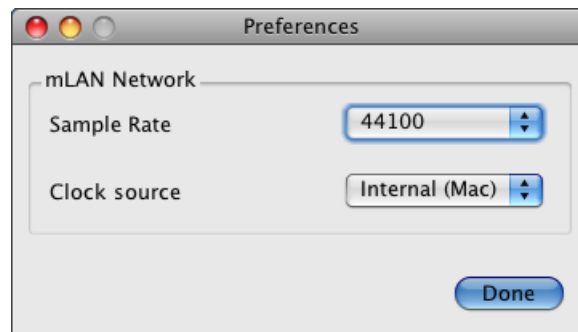 Preferences
mLAN Network
Sample Rate 44100
Clock source Internal (Mac)
Done